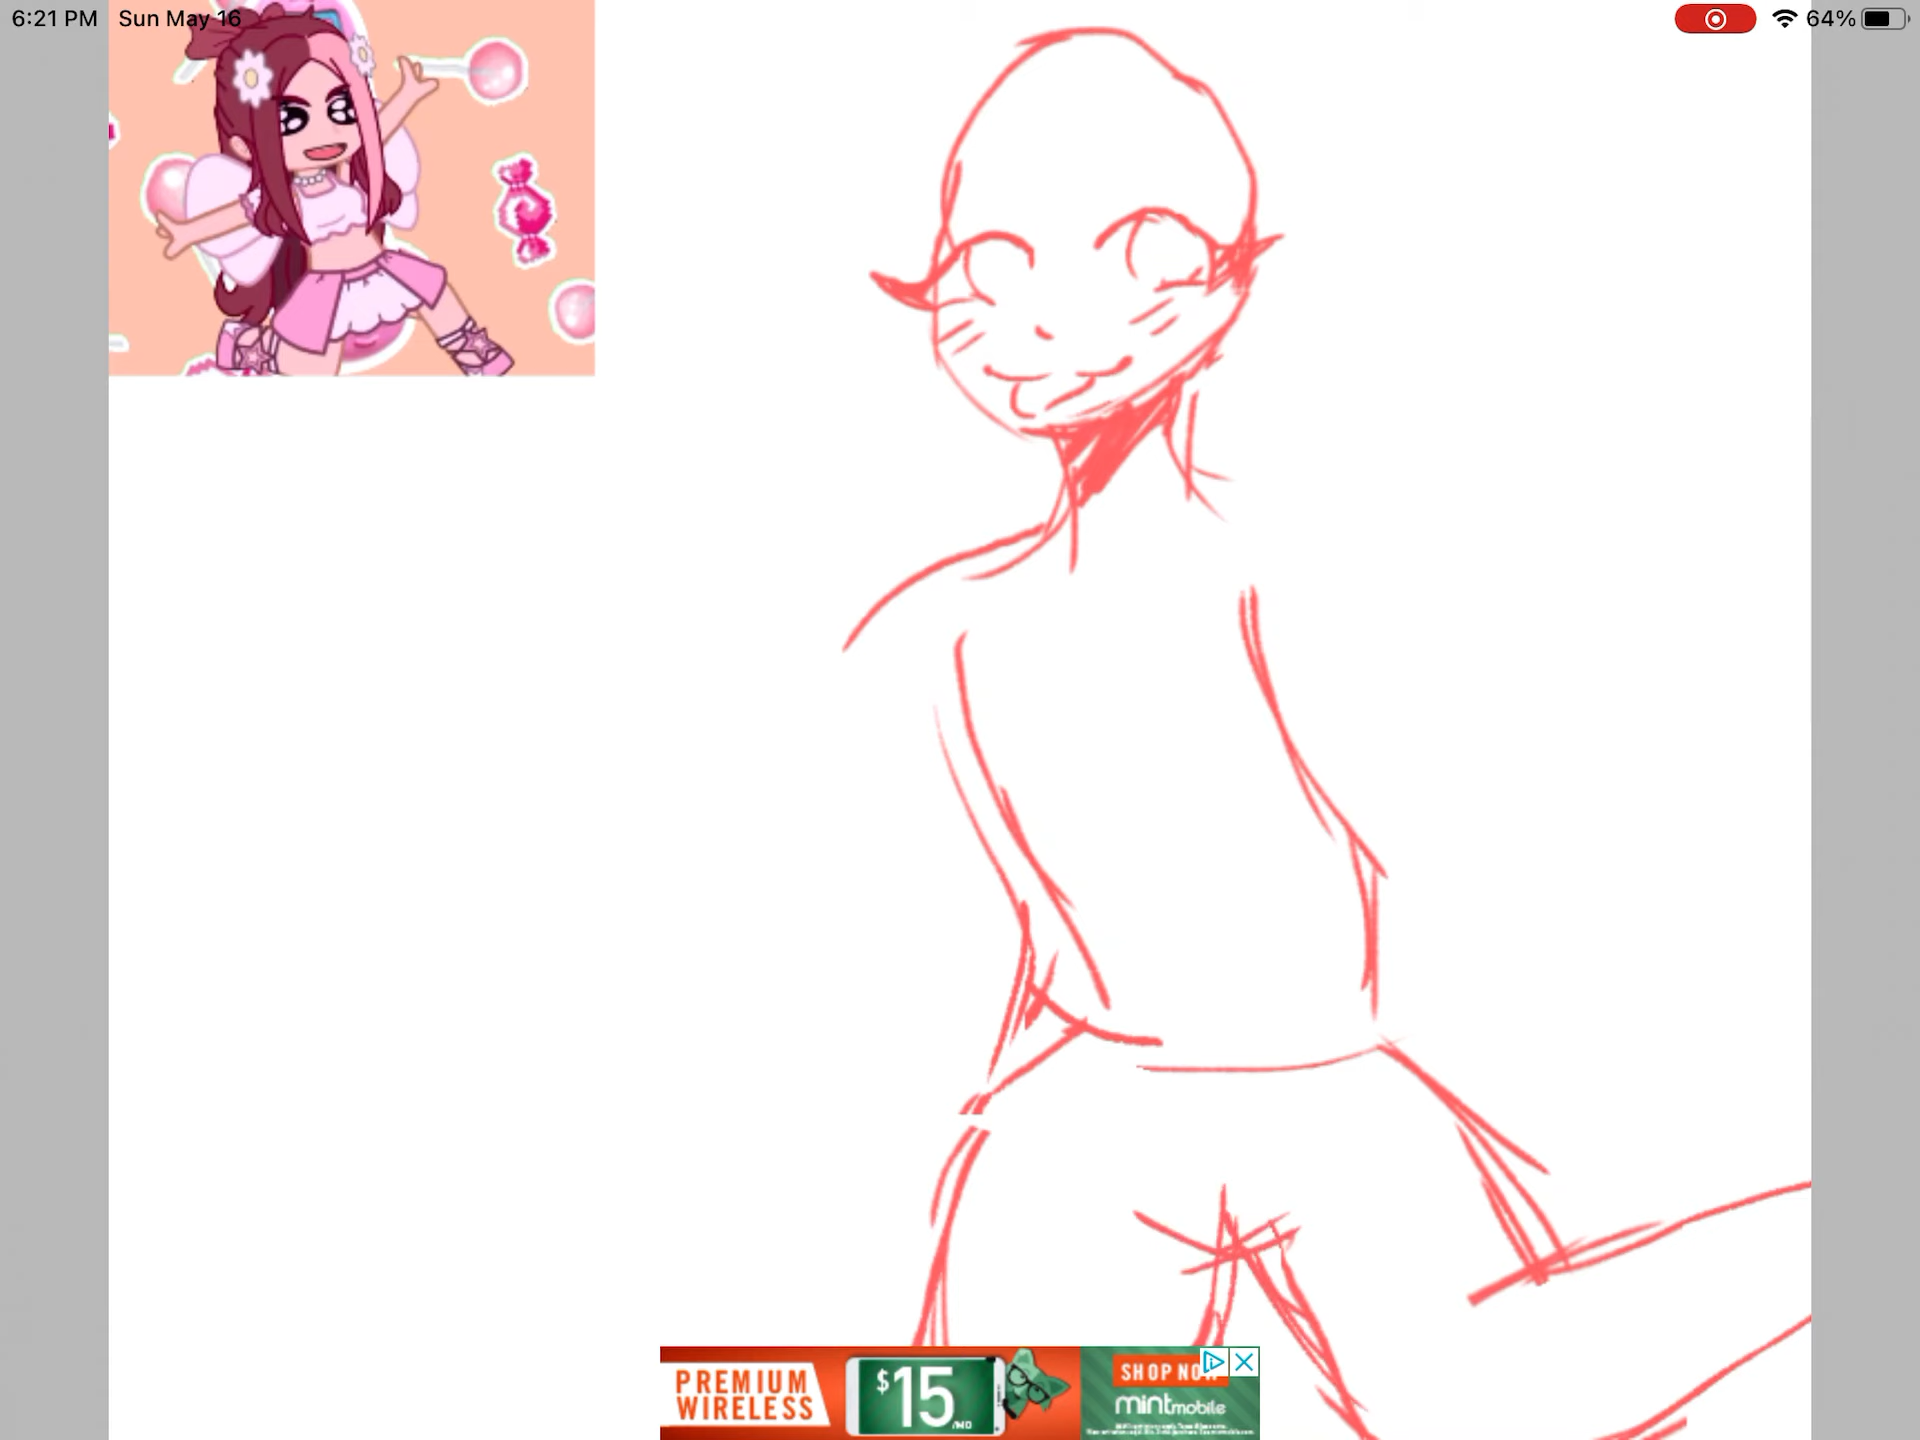 6:21 PM Sun May 16
64%
PREMIUM
WIRELESS
$15
/MO
SHOP NOW
mintmobile